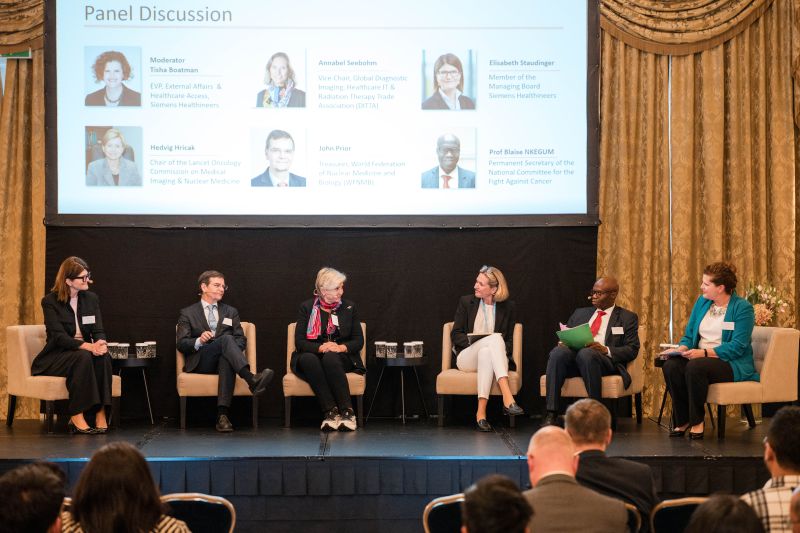 Panel Discussion
Moderator
Tisha Boatman
EVP, External Affairs &
Healthcare Access,
Siemens Healthineers
Annabel Seebohm
Vice-Chair, Global Diagnostic
Imaging, Healthcare IT &
Radiation Therapy Trade
Association (DITTA)
Elisabeth Staudinger
Member of the
Managing Board
Siemens Healthineers
Hedvig Hricak
Chair of the Lancet Oncology
Commission on Medical
Imaging & Nuclear Medicine
John Prior
Treasurer, World Federation
of Nuclear Medicine and
Biology (WFNMB)
Prof Blaise NKEGUM
Permanent Secretary of the
National Committee for the
Fight Against Cancer